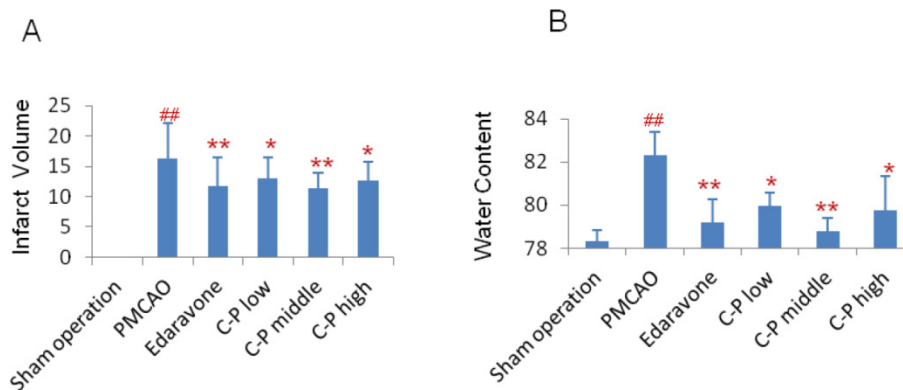 A
Infarct Volume
25
20
15
10
5
0
##
**
*
**
*
Sham operation
PMCAO
Edaravone
C-P low
C-P middle
C-P high
B
Water Content
84
82
80
78
##
**
*
**
*
Sham operation
PMCAO
Edaravone
C-P low
C-P middle
C-P high